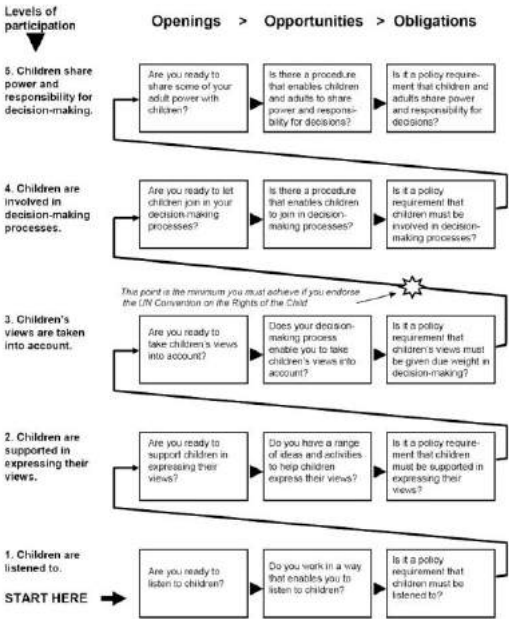 Levels of
participation
Openings > Opportunities > Obligations
5. Children share
power and
responsibility for
decision-making.
Are you ready to
share some of your
adult power with
children?
Is there a procedure
that enables children
and adults to share
power and responsi-
bility for decisions?
Is it a policy require-
ment that children and
adults share power
and responsibility for
decisions?
4. Children are
involved in
decision-making
processes.
Are you ready to let
children join in your
decision-making
processes?
Is there a procedure
that enables children
to join in decision-
making processes?
Is it a policy
requirement that
children must be
involved in decision-
making processes?
This point is the minimum you must achieve if you endorse
the UN Convention on the Rights of the Child
3. Children's
views are taken
into account.
Are you ready to
take children's views
into account?
Does your decision-
making process
enable you to take
children's views into
account?
Is it a policy
requirement that
children's views must
be given due weight in
decision-making?
2. Children are
supported in
expressing their
views.
Are you ready to
support children in
expressing their
views?
Do you have a range
of ideas and activities
to help children
express their views?
Is it a policy require-
ment that children
must be supported in
expressing their
views?
1. Children are
listened to.
START HERE
Are you ready to
listen to children?
Do you work in a way
that enables you to
listen to children?
Is it a policy
requirement that
children must be
listened to?